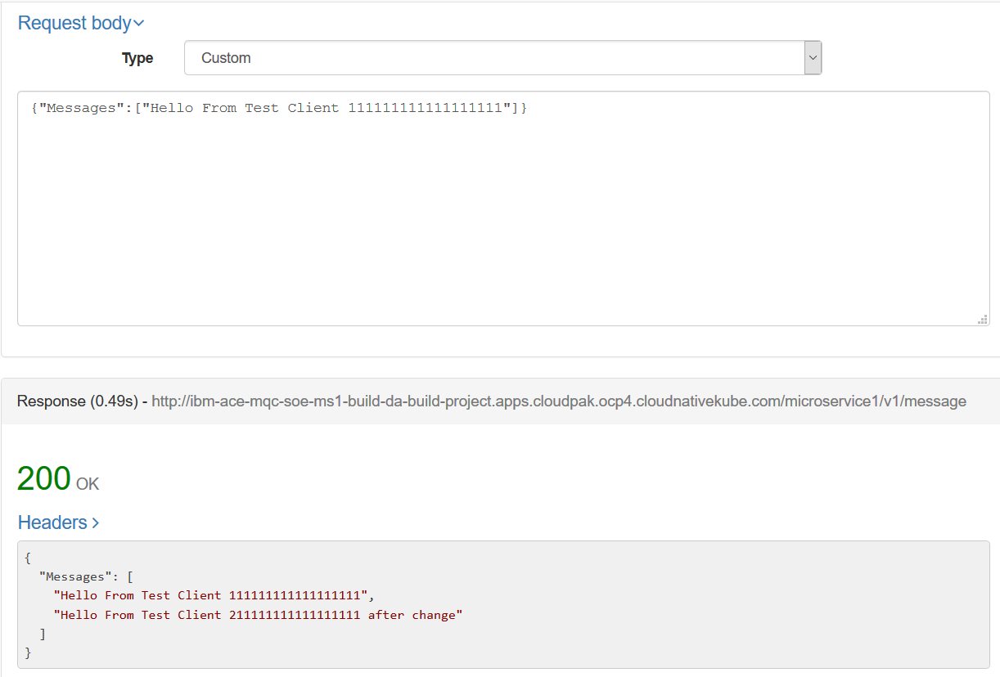 Request body
Type
Custom
{"Messages":["Hello From Test Client 111111111111111111"]}
Response (0.49s) - http://ibm-ace-mqc-soe-ms1-build-da-build-project.apps.cloudpak.ocp4.cloudnativekube.com/microservice1/v1/message
200 OK
Headers
{
"Messages": [
"Hello From Test Client 111111111111111111",
"Hello From Test Client 211111111111111111 after change"
]
}